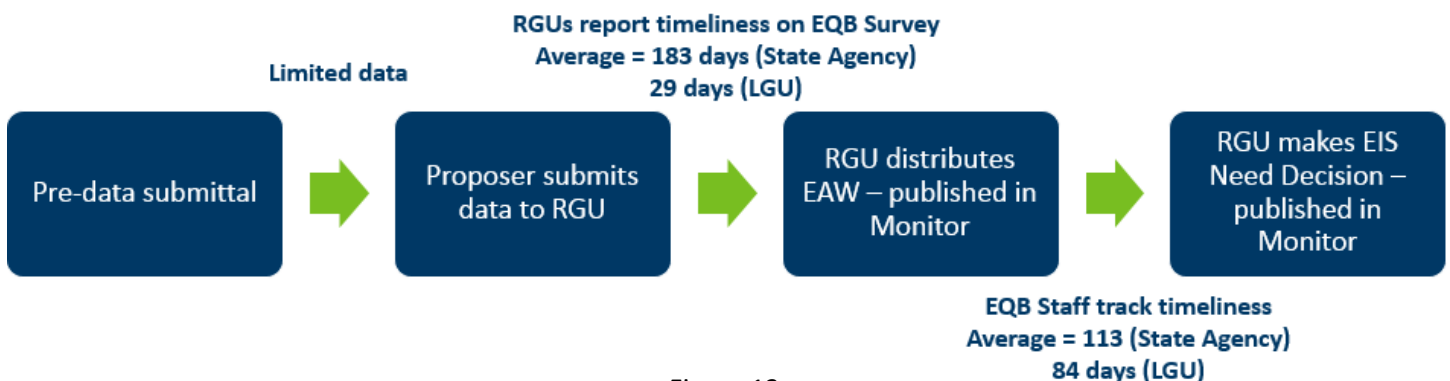 RGUs report timeliness on EQB Survey
Average = 183 days (State Agency)
29 days (LGU)
Limited data
Pre-data submittal
Proposer submits
data to RGU
RGU distributes
EAW – published in
Monitor
RGU makes EIS
Need Decision –
published in
Monitor
EQB Staff track timeliness
Average = 113 (State Agency)
84 days (LGU)